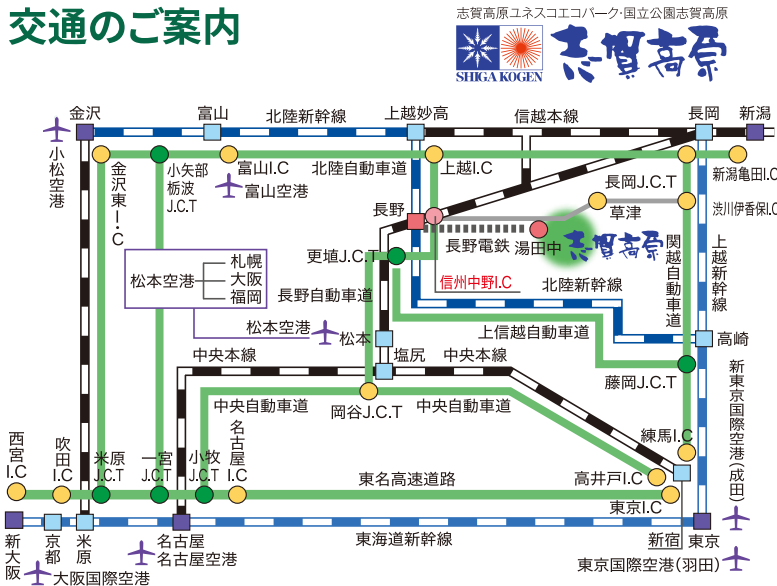 交通のご案内
志賀高原ユネスコエコパーク・国立公園志賀高原
SHIGA KOGEN
志賀高原
金沢
富山
北陸新幹線
上越妙高
信越本線
長岡
新潟
小松空港
金沢東I・C
小矢部
栃波
J.C.T
富山I.C
富山空港
北陸自動車道
上越I.C
長岡J.C.T
新潟亀田I.C
草津
渋川伊香保I.C
長野
長野電鉄
湯田中
志賀高原
更埴J.C.T
信州中野I.C
関越自動車道
上越新幹線
松本空港
札幌
大阪
福岡
長野自動車道
北陸新幹線
松本空港
松本
上信越自動車道
高崎
中央本線
塩尻
中央本線
藤岡J.C.T
新東京国際空港(成田)
中央自動車道
岡谷J.C.T
中央自動車道
西宮
I.C
吹田
I.C
米原
J.C.T
一宮
J.C.T
小牧
J.C.T
名古屋
I.C
練馬I.C
東名高速道路
高井戸I.C
東京I.C
新大阪
京都
米原
名古屋
名古屋空港
東海道新幹線
新宿
東京
大阪国際空港
東京国際空港(羽田)